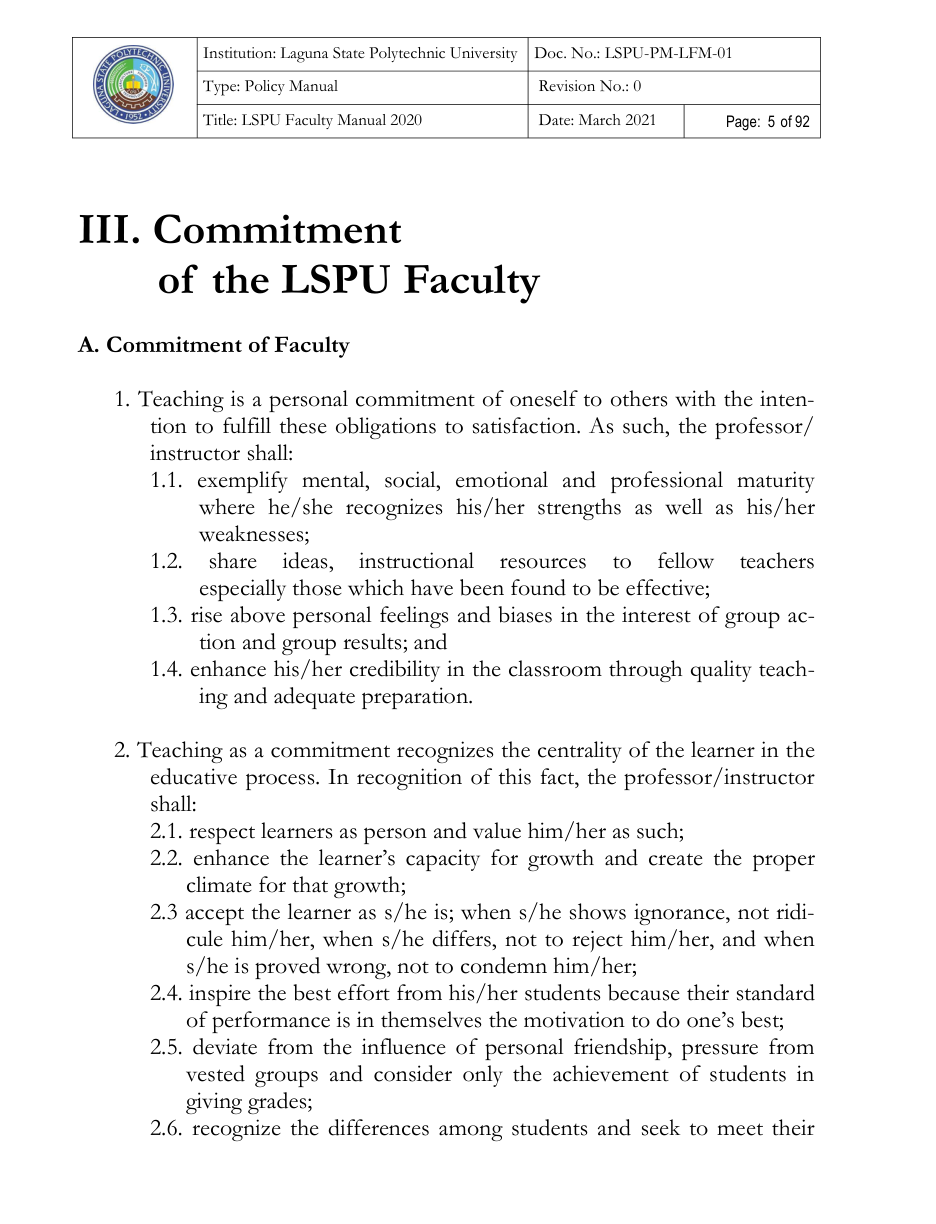 LAGUNA STATE POLYTECHNIC UNIVERSITY
• 1952 •
Institution: Laguna State Polytechnic University
Doc. No.: LSPU-PM-LFM-01
Type: Policy Manual
Revision No.: 0
Title: LSPU Faculty Manual 2020
Date: March 2021
Page: 5 of 92
III. Commitment
of the LSPU Faculty
A. Commitment of Faculty
1. Teaching is a personal commitment of oneself to others with the inten-
tion to fulfill these obligations to satisfaction. As such, the professor/
instructor shall:
1.1. exemplify mental, social, emotional and professional maturity
where he/she recognizes his/her strengths as well as his/her
weaknesses;
1.2. share ideas, instructional resources to fellow teachers
especially those which have been found to be effective;
1.3. rise above personal feelings and biases in the interest of group ac-
tion and group results; and
1.4. enhance his/her credibility in the classroom through quality teach-
ing and adequate preparation.
2. Teaching as a commitment recognizes the centrality of the learner in the
educative process. In recognition of this fact, the professor/instructor
shall:
2.1. respect learners as person and value him/her as such;
2.2. enhance the learner’s capacity for growth and create the proper
climate for that growth;
2.3 accept the learner as s/he is; when s/he shows ignorance, not ridi-
cule him/her, when s/he differs, not to reject him/her, and when
s/he is proved wrong, not to condemn him/her;
2.4. inspire the best effort from his/her students because their standard
of performance is in themselves the motivation to do one’s best;
2.5. deviate from the influence of personal friendship, pressure from
vested groups and consider only the achievement of students in
giving grades;
2.6. recognize the differences among students and seek to meet their